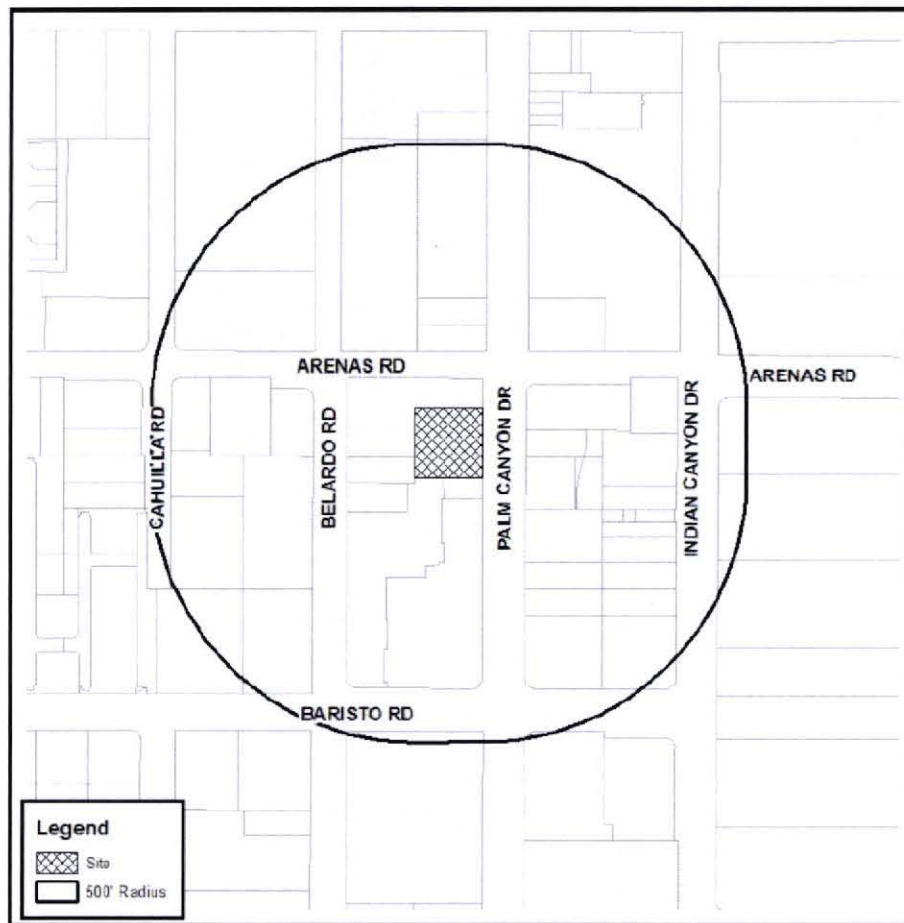 ARENAS RD
ARENAS RD
CAHUILLA RD
BELARDO RD
PALM CANYON DR
INDIAN CANYON DR
BARISTO RD
Legend
Site
500' Radius